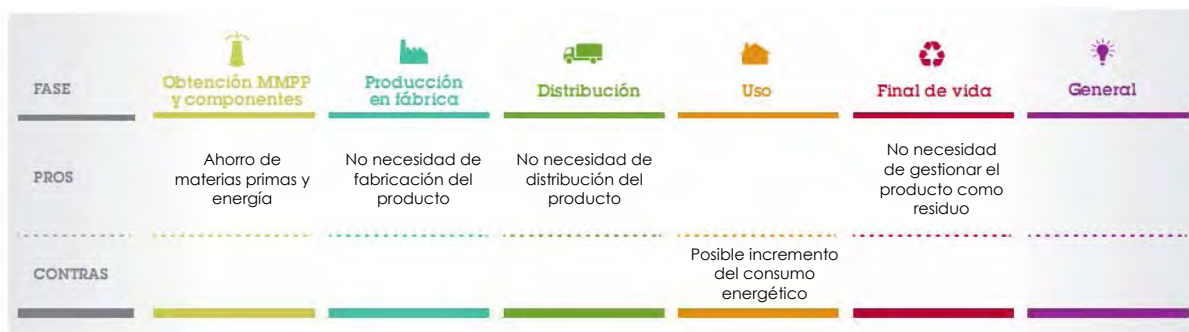 FASE
Obtención MMPP
y componentes
Producción
en fábrica
Distribución
Uso
Final de vida
General
PROS
Ahorro de
materias primas y
energía
No necesidad de
fabricación del
producto
No necesidad de
distribución del
producto
No necesidad
de gestionar el
producto como
residuo
CONTRAS
Posible incremento
del consumo
energético